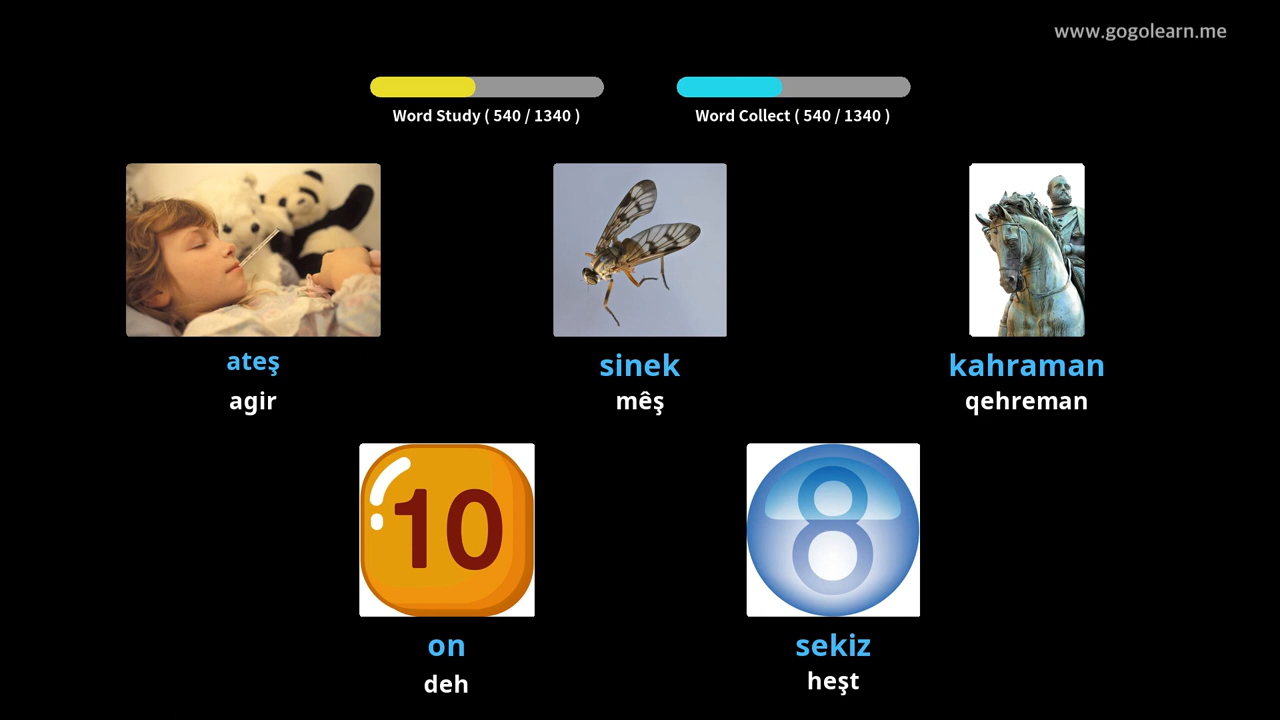 www.gogolearn.me
Word Study ( 540 / 1340 )
Word Collect ( 540 / 1340 )
ateş
agir
sinek
mêş
kahraman
qehreman
10
on
deh
8
sekiz
heşt